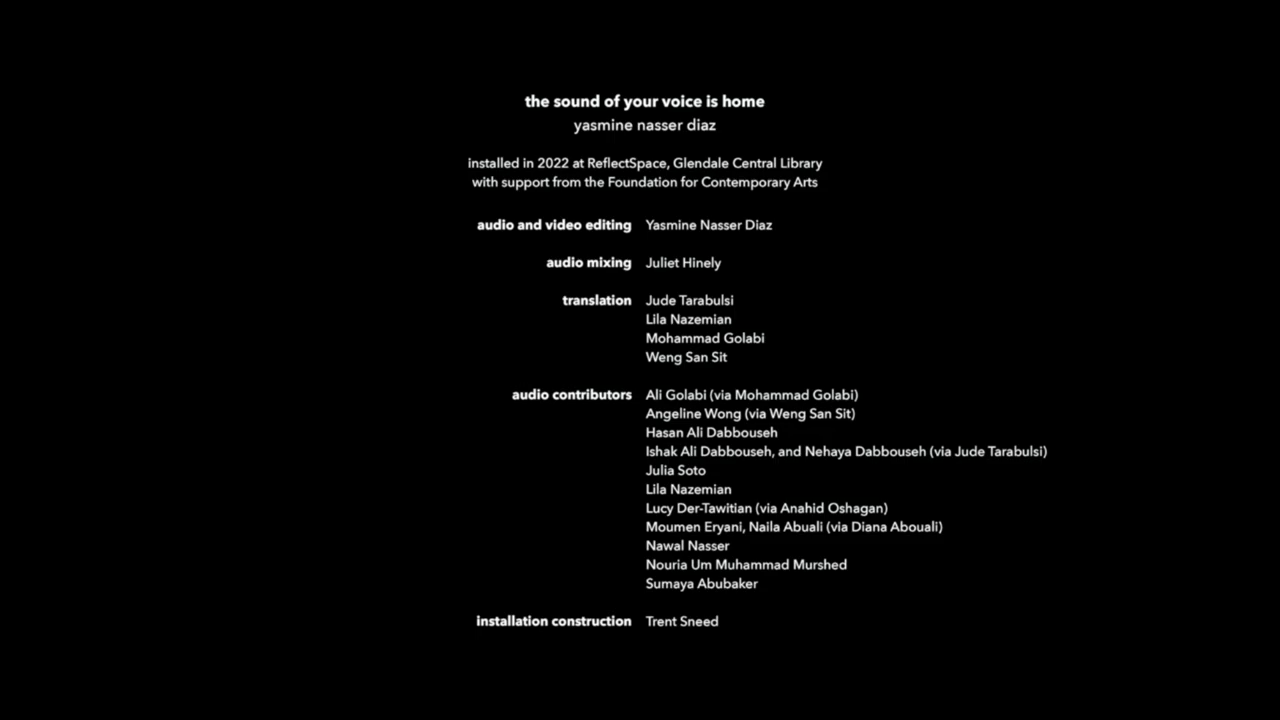 the sound of your voice is home
yasmine nasser diaz
installed in 2022 at ReflectSpace, Glendale Central Library
with support from the Foundation for Contemporary Arts
audio and video editing Yasmine Nasser Diaz
audio mixing Juliet Hinely
translation Jude Tarabulsi
Lila Nazemian
Mohammad Golabi
Weng San Sit
audio contributors Ali Golabi (via Mohammad Golabi)
Angeline Wong (via Weng San Sit)
Hasan Ali Dabbouseh
Ishak Ali Dabbouseh, and Nehaya Dabbouseh (via Jude Tarabulsi)
Julia Soto
Lila Nazemian
Lucy Der-Tawitian (via Anahid Oshagan)
Moumen Eryani, Naila Abuali (via Diana Abouali)
Nawal Nasser
Nouria Um Muhammad Murshed
Sumaya Abubaker
installation construction Trent Sneed